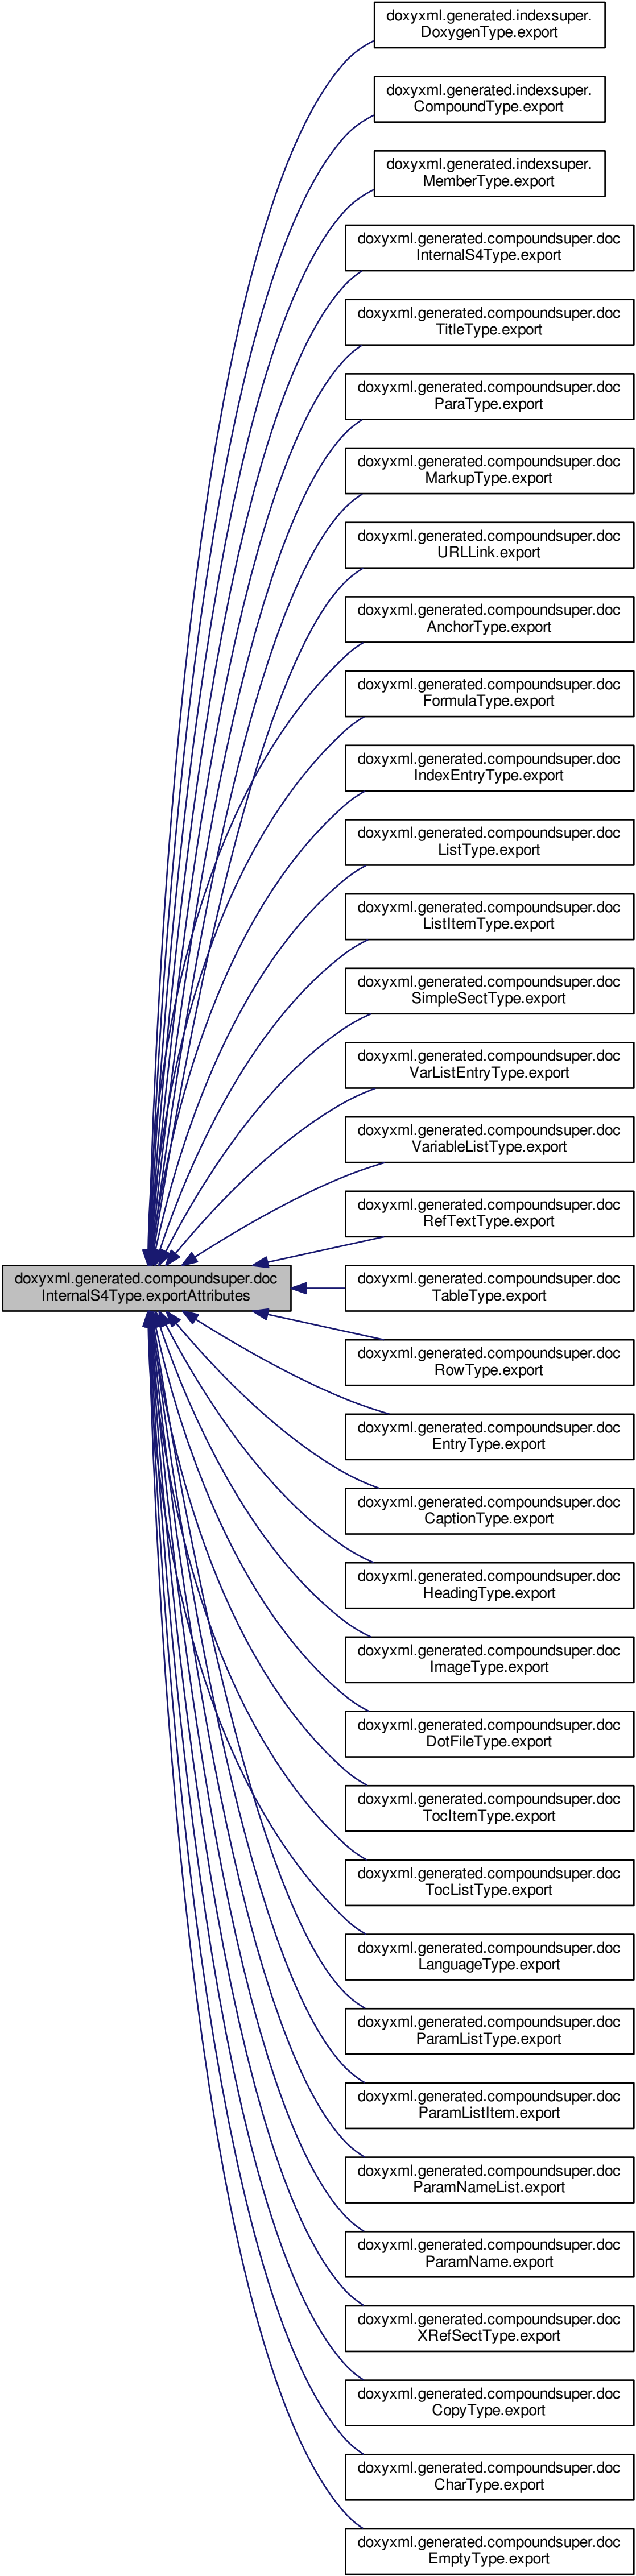 doxyxml.generated.indexsuper.
DoxygenType.export
doxyxml.generated.indexsuper.
CompoundType.export
doxyxml.generated.indexsuper.
MemberType.export
doxyxml.generated.compoundsuper.doc
InternalS4Type.export
doxyxml.generated.compoundsuper.doc
TitleType.export
doxyxml.generated.compoundsuper.doc
ParaType.export
doxyxml.generated.compoundsuper.doc
MarkupType.export
doxyxml.generated.compoundsuper.doc
URLLink.export
doxyxml.generated.compoundsuper.doc
AnchorType.export
doxyxml.generated.compoundsuper.doc
FormulaType.export
doxyxml.generated.compoundsuper.doc
IndexEntryType.export
doxyxml.generated.compoundsuper.doc
ListType.export
doxyxml.generated.compoundsuper.doc
ListItemType.export
doxyxml.generated.compoundsuper.doc
SimpleSectType.export
doxyxml.generated.compoundsuper.doc
VarListEntryType.export
doxyxml.generated.compoundsuper.doc
VariableListType.export
doxyxml.generated.compoundsuper.doc
RefTextType.export
doxyxml.generated.compoundsuper.doc
InternalS4Type.exportAttributes
doxyxml.generated.compoundsuper.doc
TableType.export
doxyxml.generated.compoundsuper.doc
RowType.export
doxyxml.generated.compoundsuper.doc
EntryType.export
doxyxml.generated.compoundsuper.doc
CaptionType.export
doxyxml.generated.compoundsuper.doc
HeadingType.export
doxyxml.generated.compoundsuper.doc
ImageType.export
doxyxml.generated.compoundsuper.doc
DotFileType.export
doxyxml.generated.compoundsuper.doc
TocItemType.export
doxyxml.generated.compoundsuper.doc
TocListType.export
doxyxml.generated.compoundsuper.doc
LanguageType.export
doxyxml.generated.compoundsuper.doc
ParamListType.export
doxyxml.generated.compoundsuper.doc
ParamListItem.export
doxyxml.generated.compoundsuper.doc
ParamNameList.export
doxyxml.generated.compoundsuper.doc
ParamName.export
doxyxml.generated.compoundsuper.doc
XRefSectType.export
doxyxml.generated.compoundsuper.doc
CopyType.export
doxyxml.generated.compoundsuper.doc
CharType.export
doxyxml.generated.compoundsuper.doc
EmptyType.export